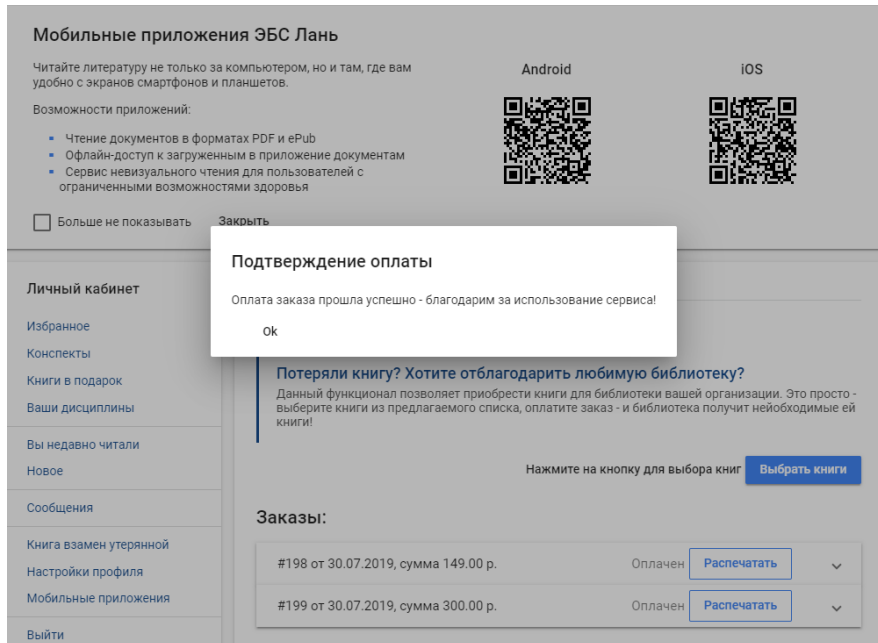 Мобильные приложения ЭБС Лань
Читайте литературу не только за компьютером, но и там, где вам
удобно с экранов смартфонов и планшетов.
Возможности приложений:
Чтение документов в форматах PDF и ePub
Офлайн-доступ к загруженным в приложение документам
Сервис невизуального чтения для пользователей с
ограниченными возможностями здоровья
Android
iOS
Больше не показывать
Закрыть
Подтверждение оплаты
Оплата заказа прошла успешно - благодарим за использование сервиса!
Ok
Личный кабинет
Избранное
Конспекты
Книги в подарок
Ваши дисциплины
Вы недавно читали
Новое
Сообщения
Книга взамен утерянной
Настройки профиля
Мобильные приложения
Выйти
Потеряли книгу? Хотите отблагодарить любимую библиотеку?
Данный функционал позволяет приобрести книги для библиотеки вашей организации. Это просто -
выберите книги из предлагаемого списка, оплатите заказ - и библиотека получит нейобходимые ей
книги!
Нажмите на кнопку для выбора книг Выбрать книги
Заказы:
#198 от 30.07.2019, сумма 149.00 р. Оплачен Распечатать
#199 от 30.07.2019, сумма 300.00 р. Оплачен Распечатать